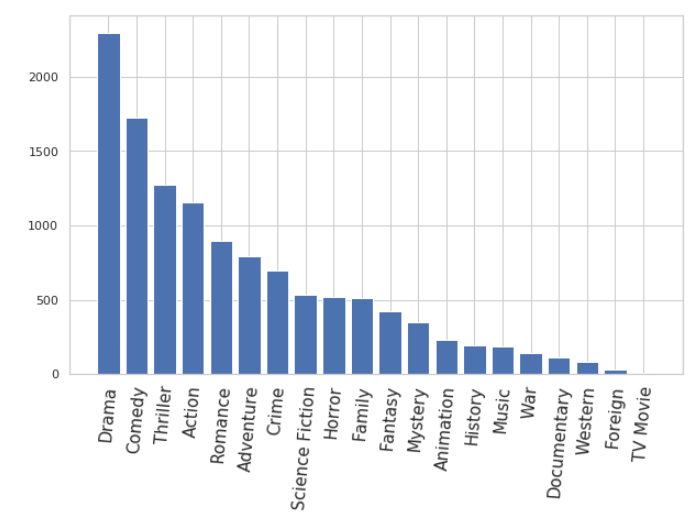 2000
1500
1000
500
0
Drama
Comedy
Thriller
Action
Romance
Adventure
Crime
Science Fiction
Horror
Family
Fantasy
Mystery
Animation
History
Music
War
Documentary
Western
Foreign
TV Movie